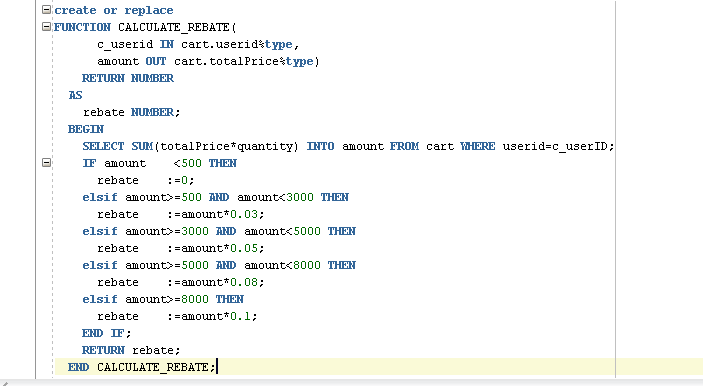 create or replace
FUNCTION CALCULATE_REBATE(
c_userid IN cart.userid%type,
amount OUT cart.totalPrice%type)
RETURN NUMBER
AS
rebate NUMBER;
BEGIN
SELECT SUM(totalPrice*quantity) INTO amount FROM cart WHERE userid=c_userID;
IF amount    <500 THEN
rebate    :=0;
elsif amount>=500 AND amount<3000 THEN
rebate    :=amount*0.03;
elsif amount>=3000 AND amount<5000 THEN
rebate    :=amount*0.05;
elsif amount>=5000 AND amount<8000 THEN
rebate    :=amount*0.08;
elsif amount>=8000 THEN
rebate    :=amount*0.1;
END IF;
RETURN rebate;
END CALCULATE_REBATE;